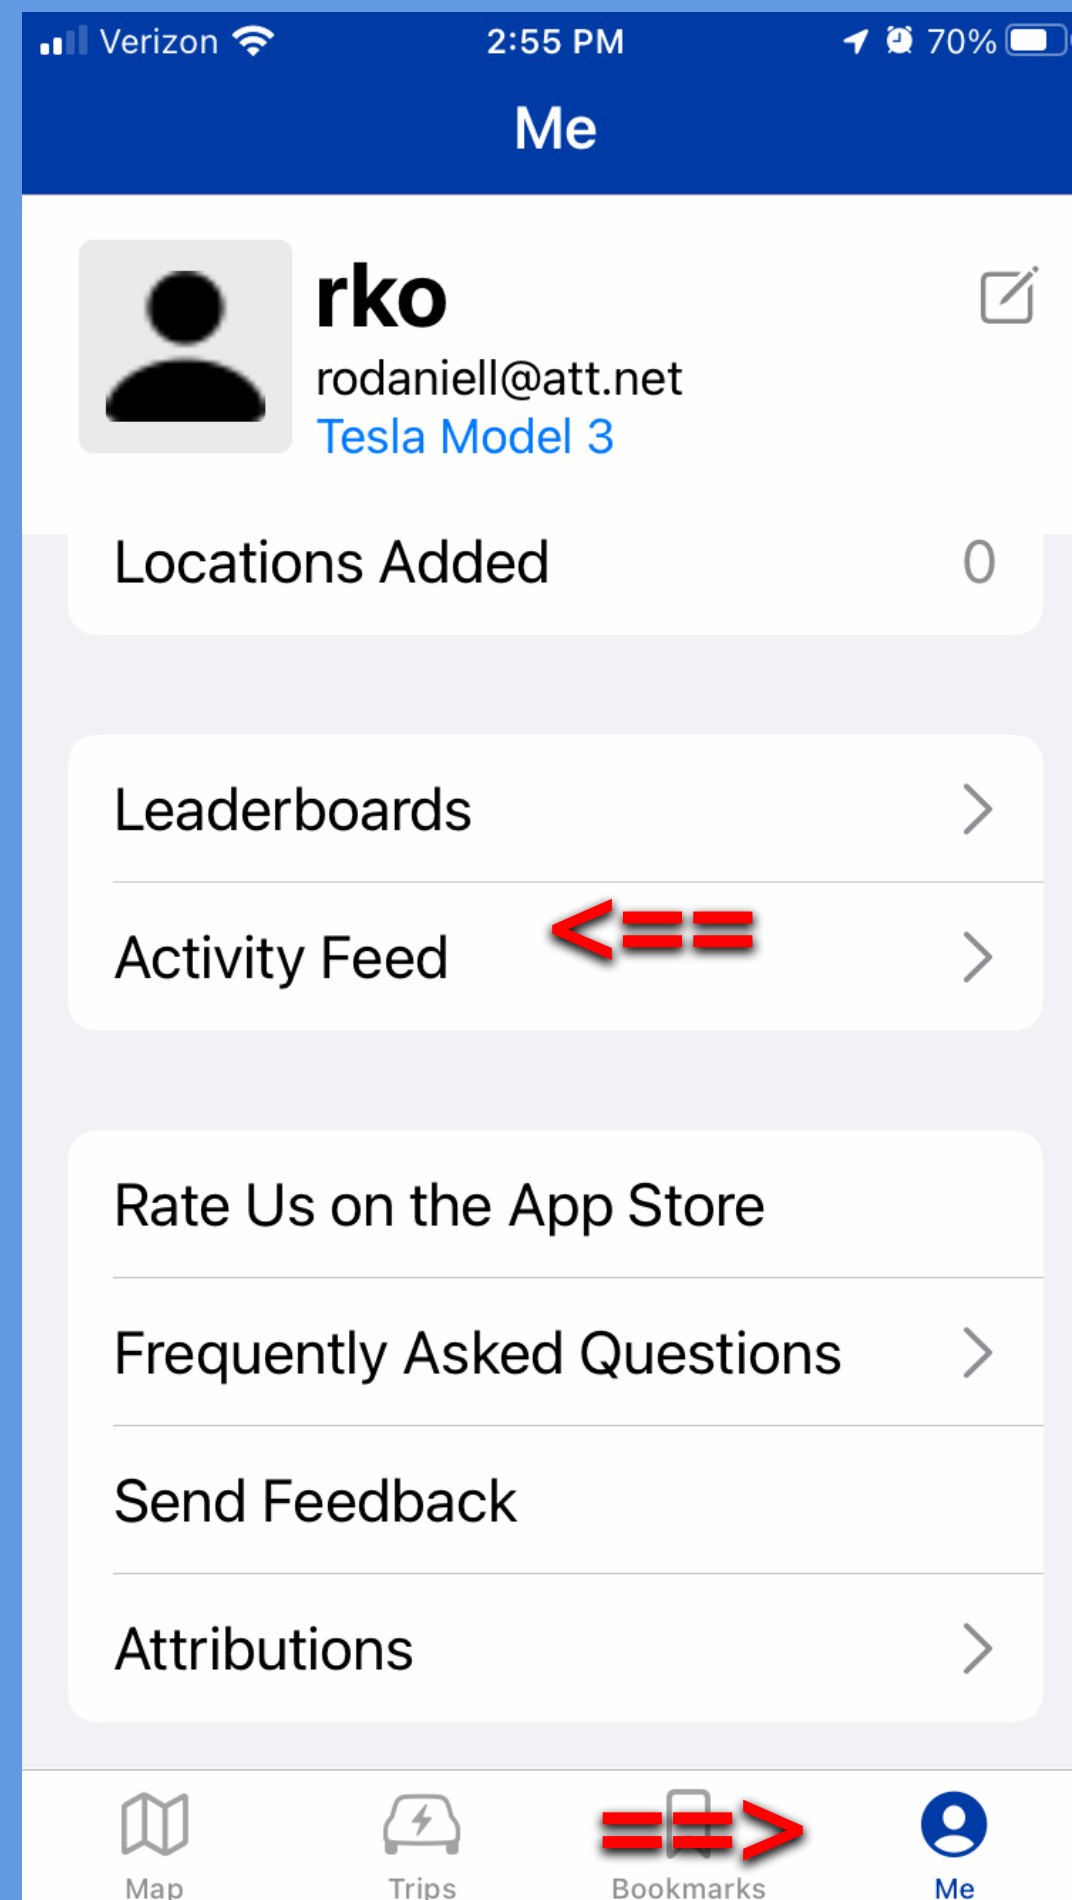 Verizon 2:55 PM 70%
Me
rko
rodaniell@att.net
Tesla Model 3
Locations Added 0
Leaderboards
<==
Activity Feed
Rate Us on the App Store
Frequently Asked Questions
Send Feedback
Attributions
==>
Map Trips Bookmarks Me